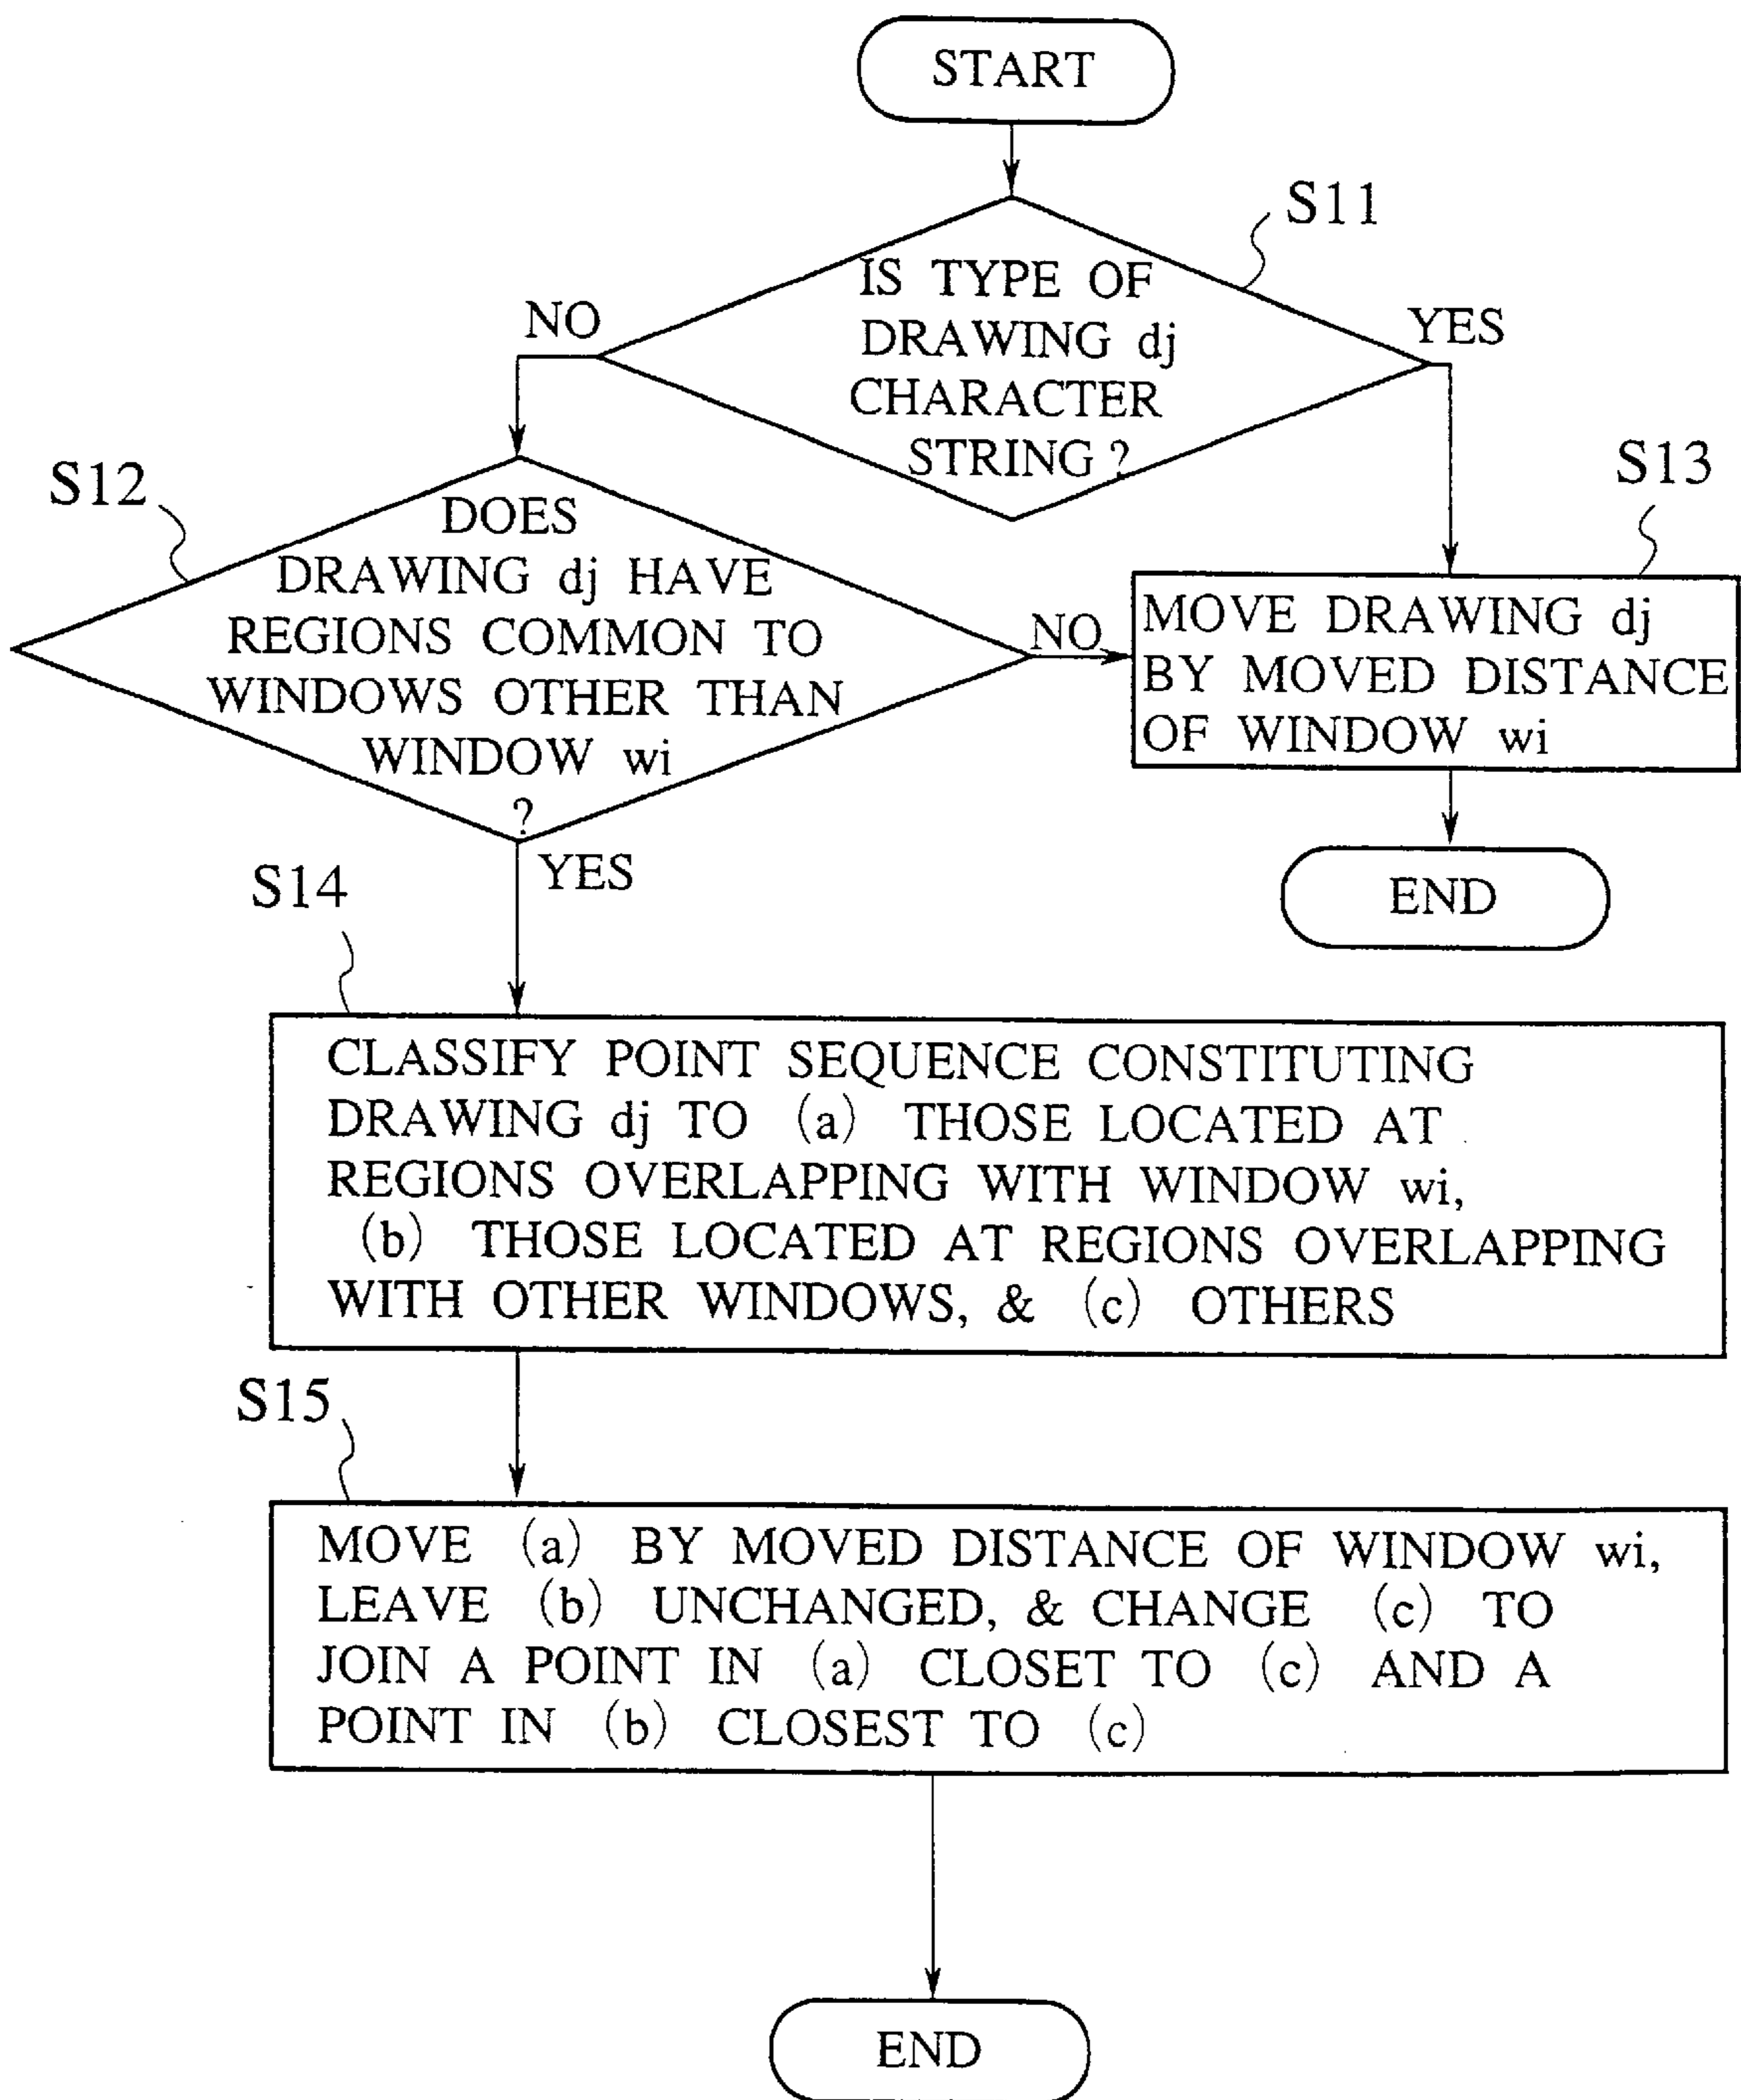 START
S11
IS TYPE OF
DRAWING dj
CHARACTER
STRING ?
NO
YES
S12
DOES
DRAWING dj HAVE
REGIONS COMMON TO
WINDOWS OTHER THAN
WINDOW wi
?
NO
YES
S13
MOVE DRAWING dj
BY MOVED DISTANCE
OF WINDOW wi
END
S14
CLASSIFY POINT SEQUENCE CONSTITUTING
DRAWING dj TO (a) THOSE LOCATED AT
REGIONS OVERLAPPING WITH WINDOW wi,
(b) THOSE LOCATED AT REGIONS OVERLAPPING
WITH OTHER WINDOWS, & (c) OTHERS
S15
MOVE (a) BY MOVED DISTANCE OF WINDOW wi,
LEAVE (b) UNCHANGED, & CHANGE (c) TO
JOIN A POINT IN (a) CLOSET TO (c) AND A
POINT IN (b) CLOSEST TO (c)
END